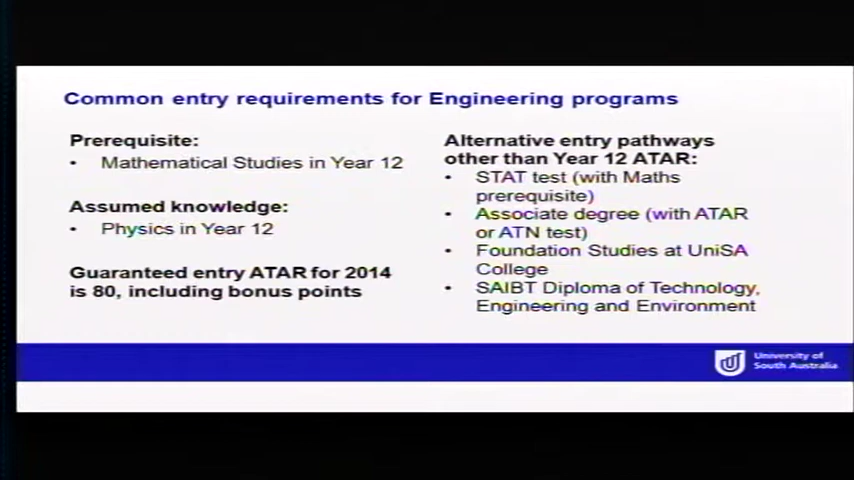 Common entry requirements for Engineering programs
Prerequisite:
• Mathematical Studies in Year 12
Assumed knowledge:
• Physics in Year 12
Guaranteed entry ATAR for 2014
is 80, including bonus points
Alternative entry pathways
other than Year 12 ATAR:
• STAT test (with Maths
prerequisite)
• Associate degree (with ATAR
or ATN test)
• Foundation Studies at UniSA
College
• SAIBT Diploma of Technology,
Engineering and Environment
University of
South Australia